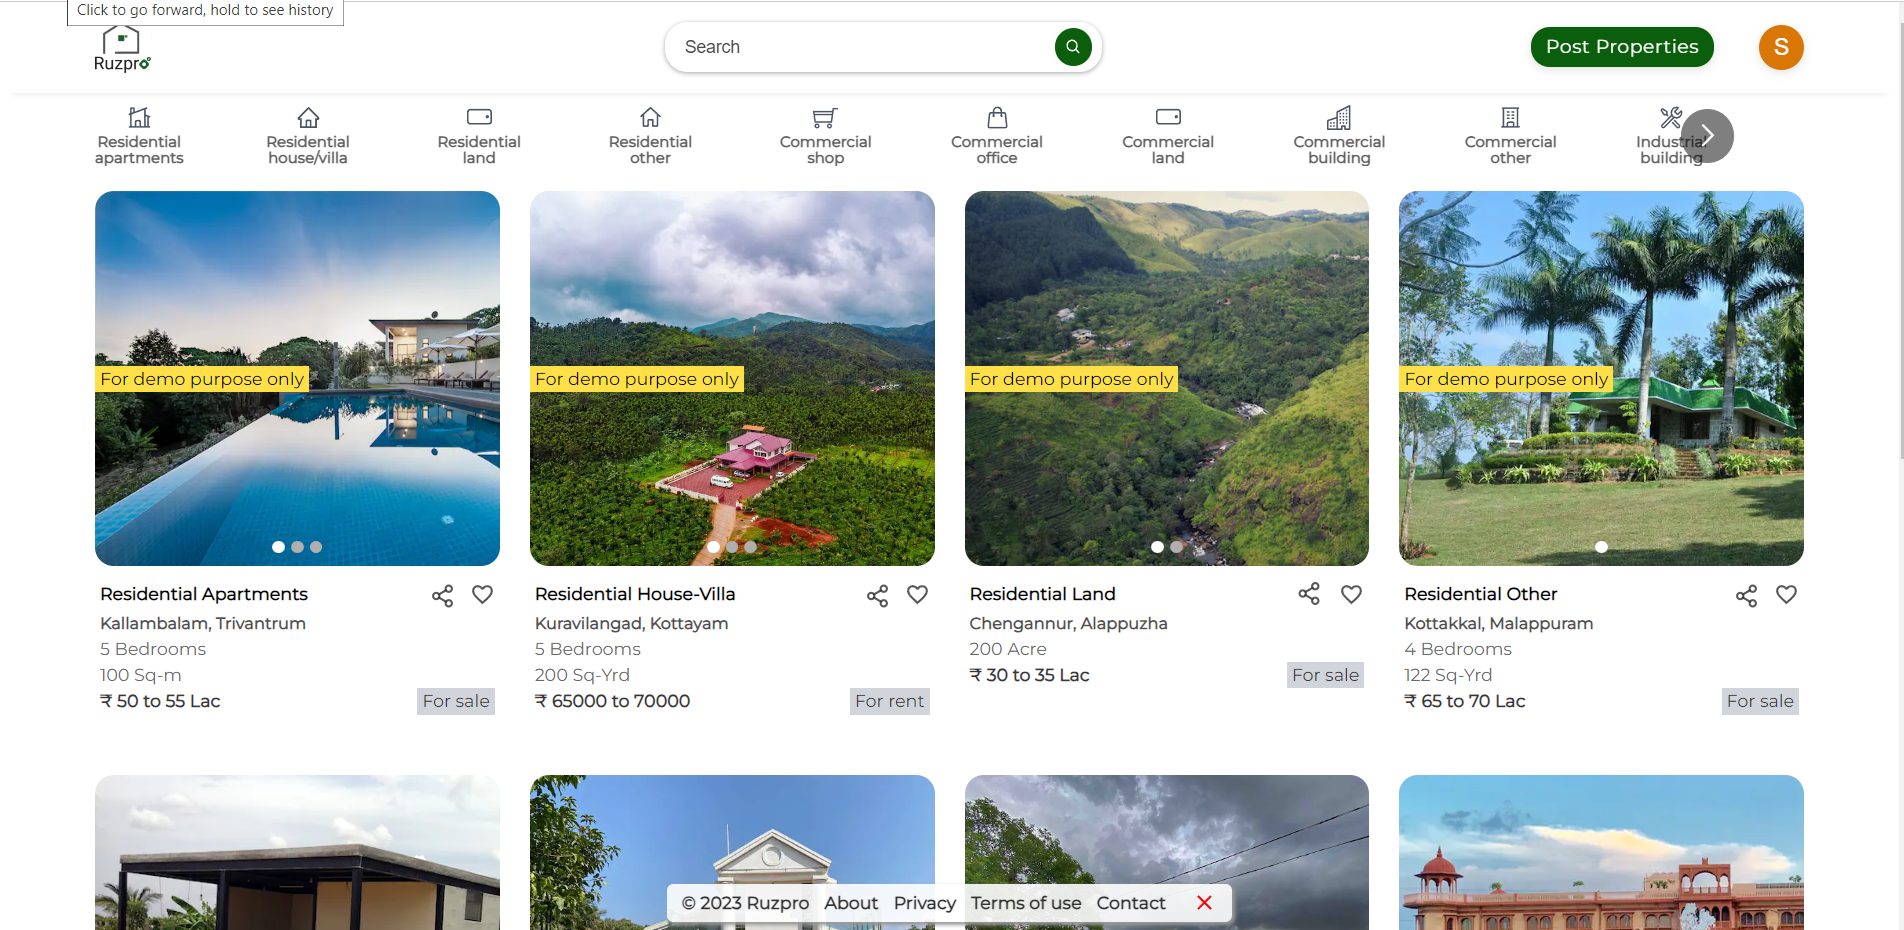 Click to go forward, hold to see history
Ruzpro
Search
Post Properties
S
Residential apartments
Residential house/villa
Residential land
Residential other
Commercial shop
Commercial office
Commercial land
Commercial building
Commercial other
Industrial building
For demo purpose only
For demo purpose only
For demo purpose only
For demo purpose only
Residential Apartments
Kallambalam, Trivantrum
5 Bedrooms
100 Sq-m
₹ 50 to 55 Lac
For sale
Residential House-Villa
Kuravilangad, Kottayam
5 Bedrooms
200 Sq-Yrd
₹ 65000 to 70000
For rent
Residential Land
Chengannur, Alappuzha
200 Acre
₹ 30 to 35 Lac
For sale
Residential Other
Kottakkal, Malappuram
4 Bedrooms
122 Sq-Yrd
₹ 65 to 70 Lac
For sale
© 2023 Ruzpro About Privacy Terms of use Contact